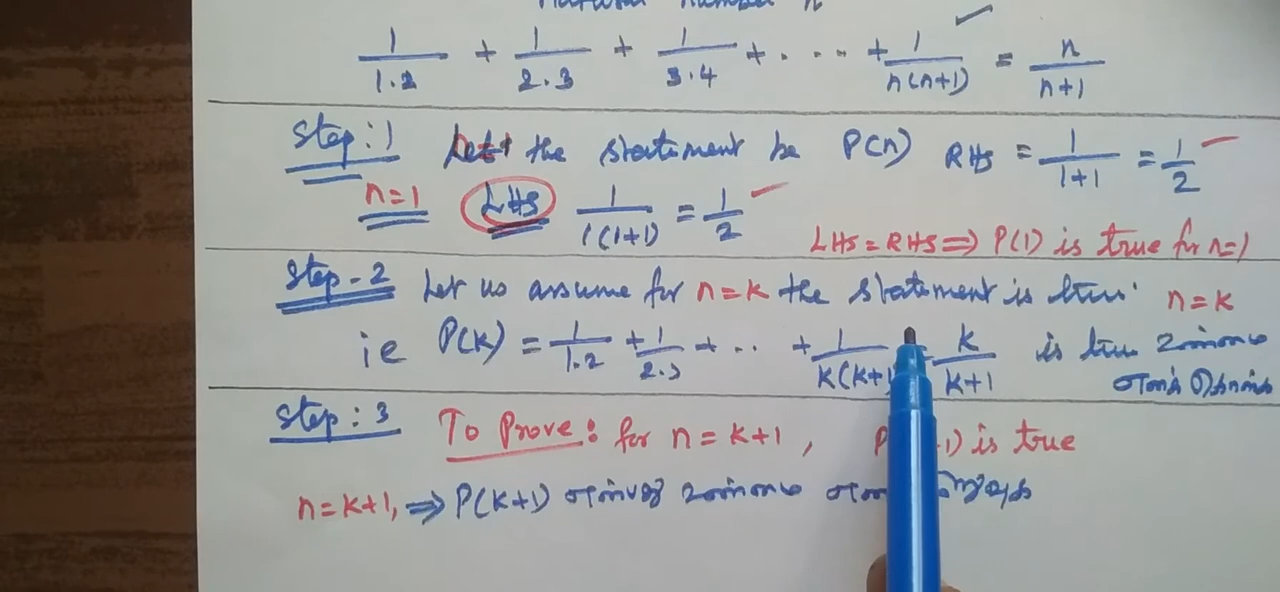 natural number n
1/1.2 + 1/2.3 + 1/3.4 + . ... + 1/n(n+1) = n/n+1
Step:1 Let the statement be P(n) RHS = 1/1+1 = 1/2
n=1 LHS 1/1(1+1) = 1/2
LHS = RHS ⇒ P(1) is true for n=1
Step-2 Let us assume for n=k the statement is true n=k
ie P(k) = 1/1.2 + 1/2.3 + .. + 1/k(k+1) = k/k+1 is true
Step:3 To Prove: for n=k+1, is true
n=k+1, ⇒ P(k+1)